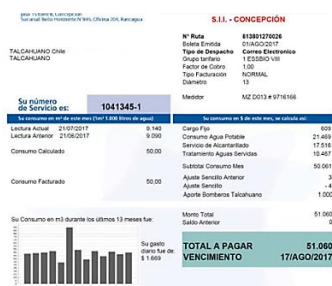 Sucursal Bello Horizonte N°845, Oficina 204, Rancagua
S.I.I. - CONCEPCIÓN
N° Ruta 613801270026
Boleta Emitida 01/AGO/2017
Tipo de Despacho Correo Electronico
Grupo tarifario 1 ESSBIO VIII
Factor de Cobro 1,00
Tipo Facturación NORMAL
Diámetro 13
TALCAHUANO Chile
TALCAHUANO
Medidor MZ D013 # 9716166
Su número
de Servicio es: 1041345-1
Su consumo en m³ de este mes (1m³ 1.000 litros de agua)
Lectura Actual 21/07/2017 9.140
Lectura Anterior 21/06/2017 9.090
Consumo Calculado 50,00
Consumo Facturado 50,00
Su consumo en $ de este mes, se calcula así:
Cargo Fijo 609
Consumo Agua Potable 21.469
Servicio de Alcantarillado 17.516
Tratamiento Aguas Servidas 10.467
Subtotal Consumo Mes 50.061
Ajuste Sencillo Anterior 3
Ajuste Sencillo - 4
Aporte Bomberos Talcahuano 1.000
Monto Total 51.060
Saldo Anterior 0
Su Consumo en m3 durante los últimos 13 meses fue:
Su gasto
diario fue de:
$ 1.669
TOTAL A PAGAR 51.060
VENCIMIENTO 17/AGO/2017